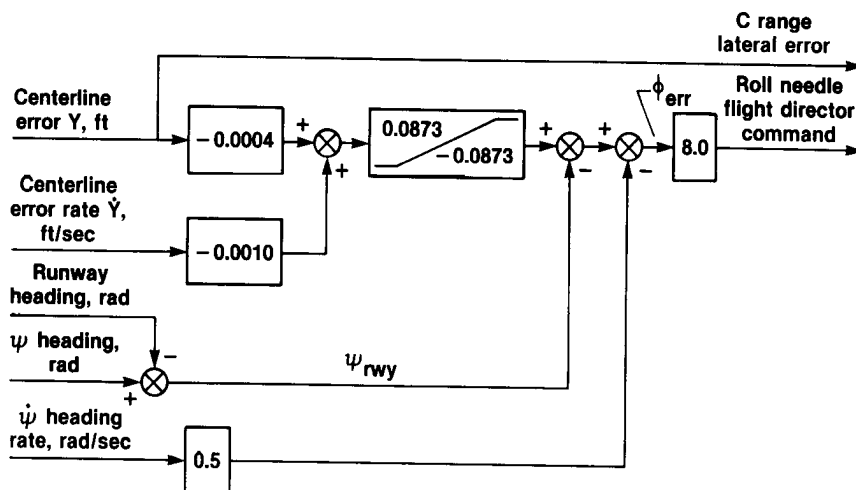 C range
lateral error
Centerline
error Y, ft
− 0.0004
+
+
0.0873
− 0.0873
+
−
+
−
ϕerr
8.0
Roll needle
flight director
command
Centerline
error rate Ẏ,
ft/sec
− 0.0010
Runway
heading, rad
−
ψ heading,
rad
+
ψrwy
ψ̇ heading
rate, rad/sec
0.5